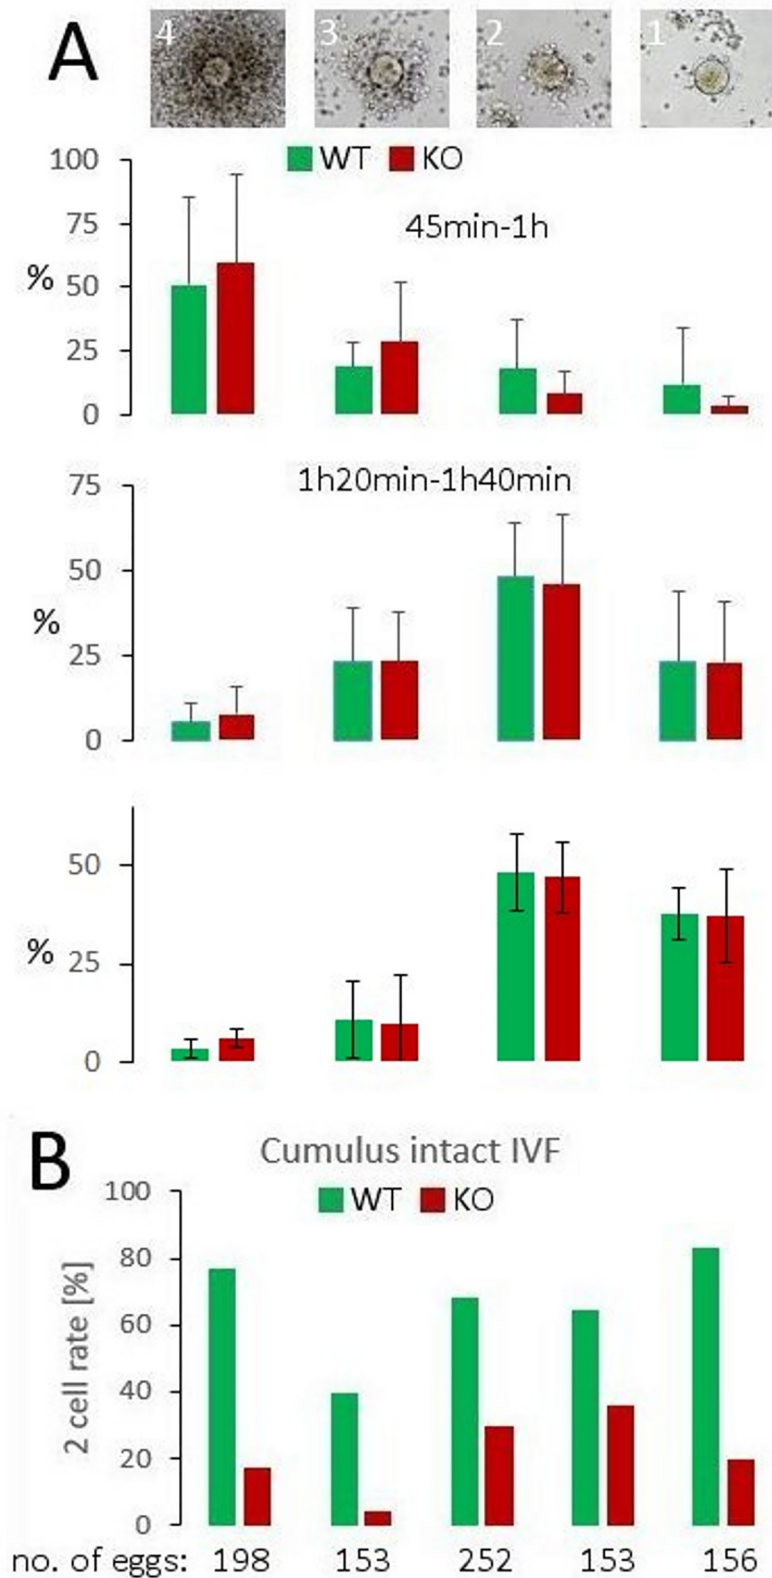 A
4 3 2 1
WT KO
100
45min-1h
75
% 50
25
0
1h20min-1h40min
75
50
%
25
0
50
% 25
0
B
Cumulus intact IVF
WT KO
2 cell rate [%]
100
80
60
40
20
0
no. of eggs: 198 153 252 153 156